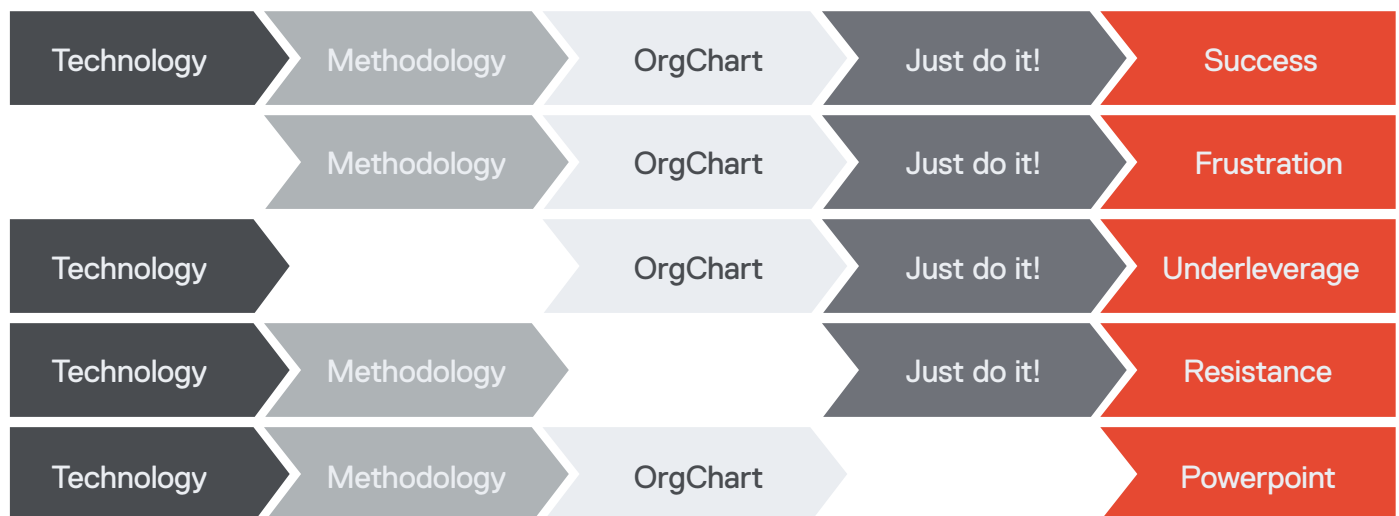 Technology Methodology OrgChart Just do it! Success
Methodology OrgChart Just do it! Frustration
Technology OrgChart Just do it! Underleverage
Technology Methodology Just do it! Resistance
Technology Methodology OrgChart Powerpoint